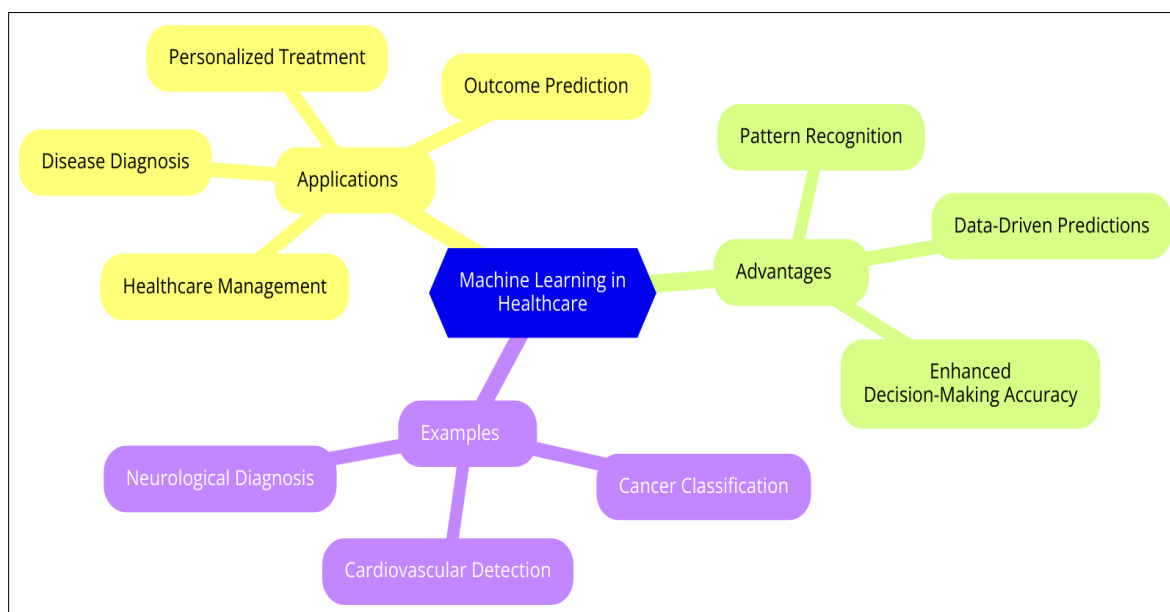 Personalized Treatment
Outcome Prediction
Disease Diagnosis
Applications
Healthcare Management
Machine Learning in
Healthcare
Pattern Recognition
Data-Driven Predictions
Advantages
Enhanced
Decision-Making Accuracy
Examples
Neurological Diagnosis
Cancer Classification
Cardiovascular Detection